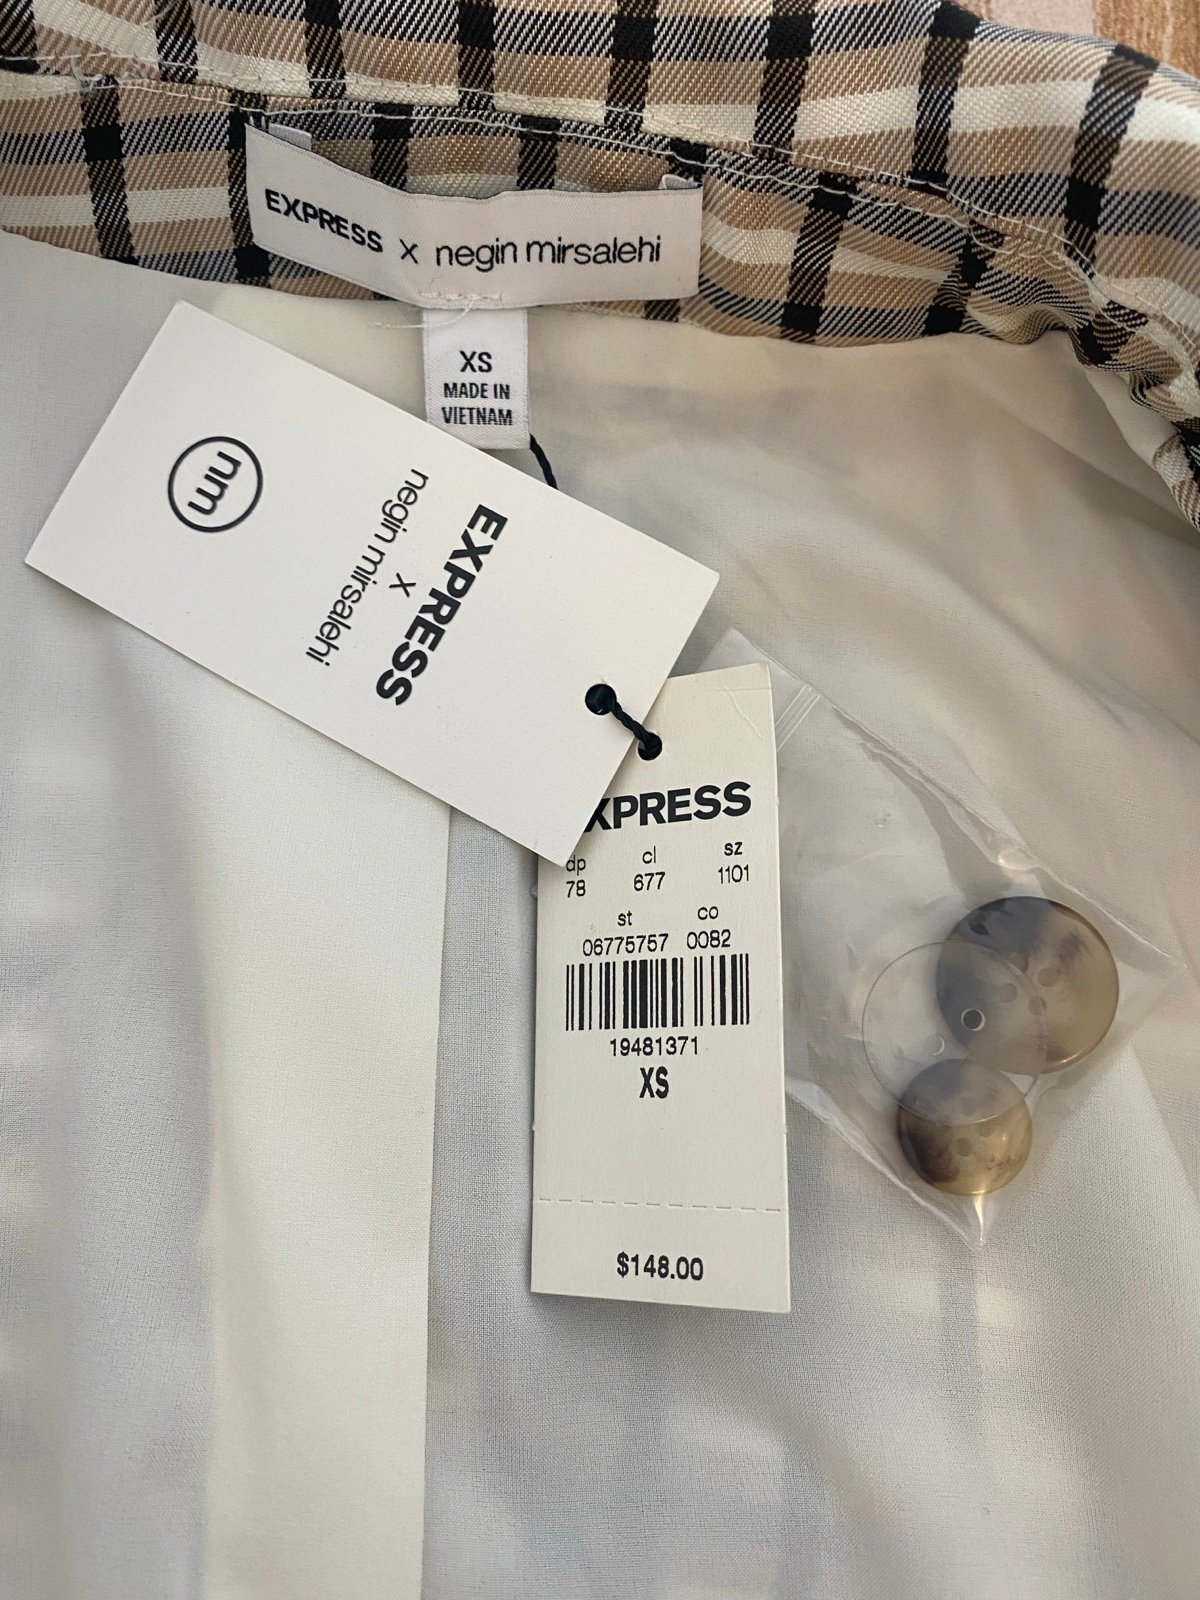 EXPRESS x negin mirsalehi
XS
MADE IN
VIETNAM
nm
EXPRESS
x
negin mirsalehi
XPRESS
dp cl sz
78 677 1101
st co
06775757 0082
19481371
XS
$148.00